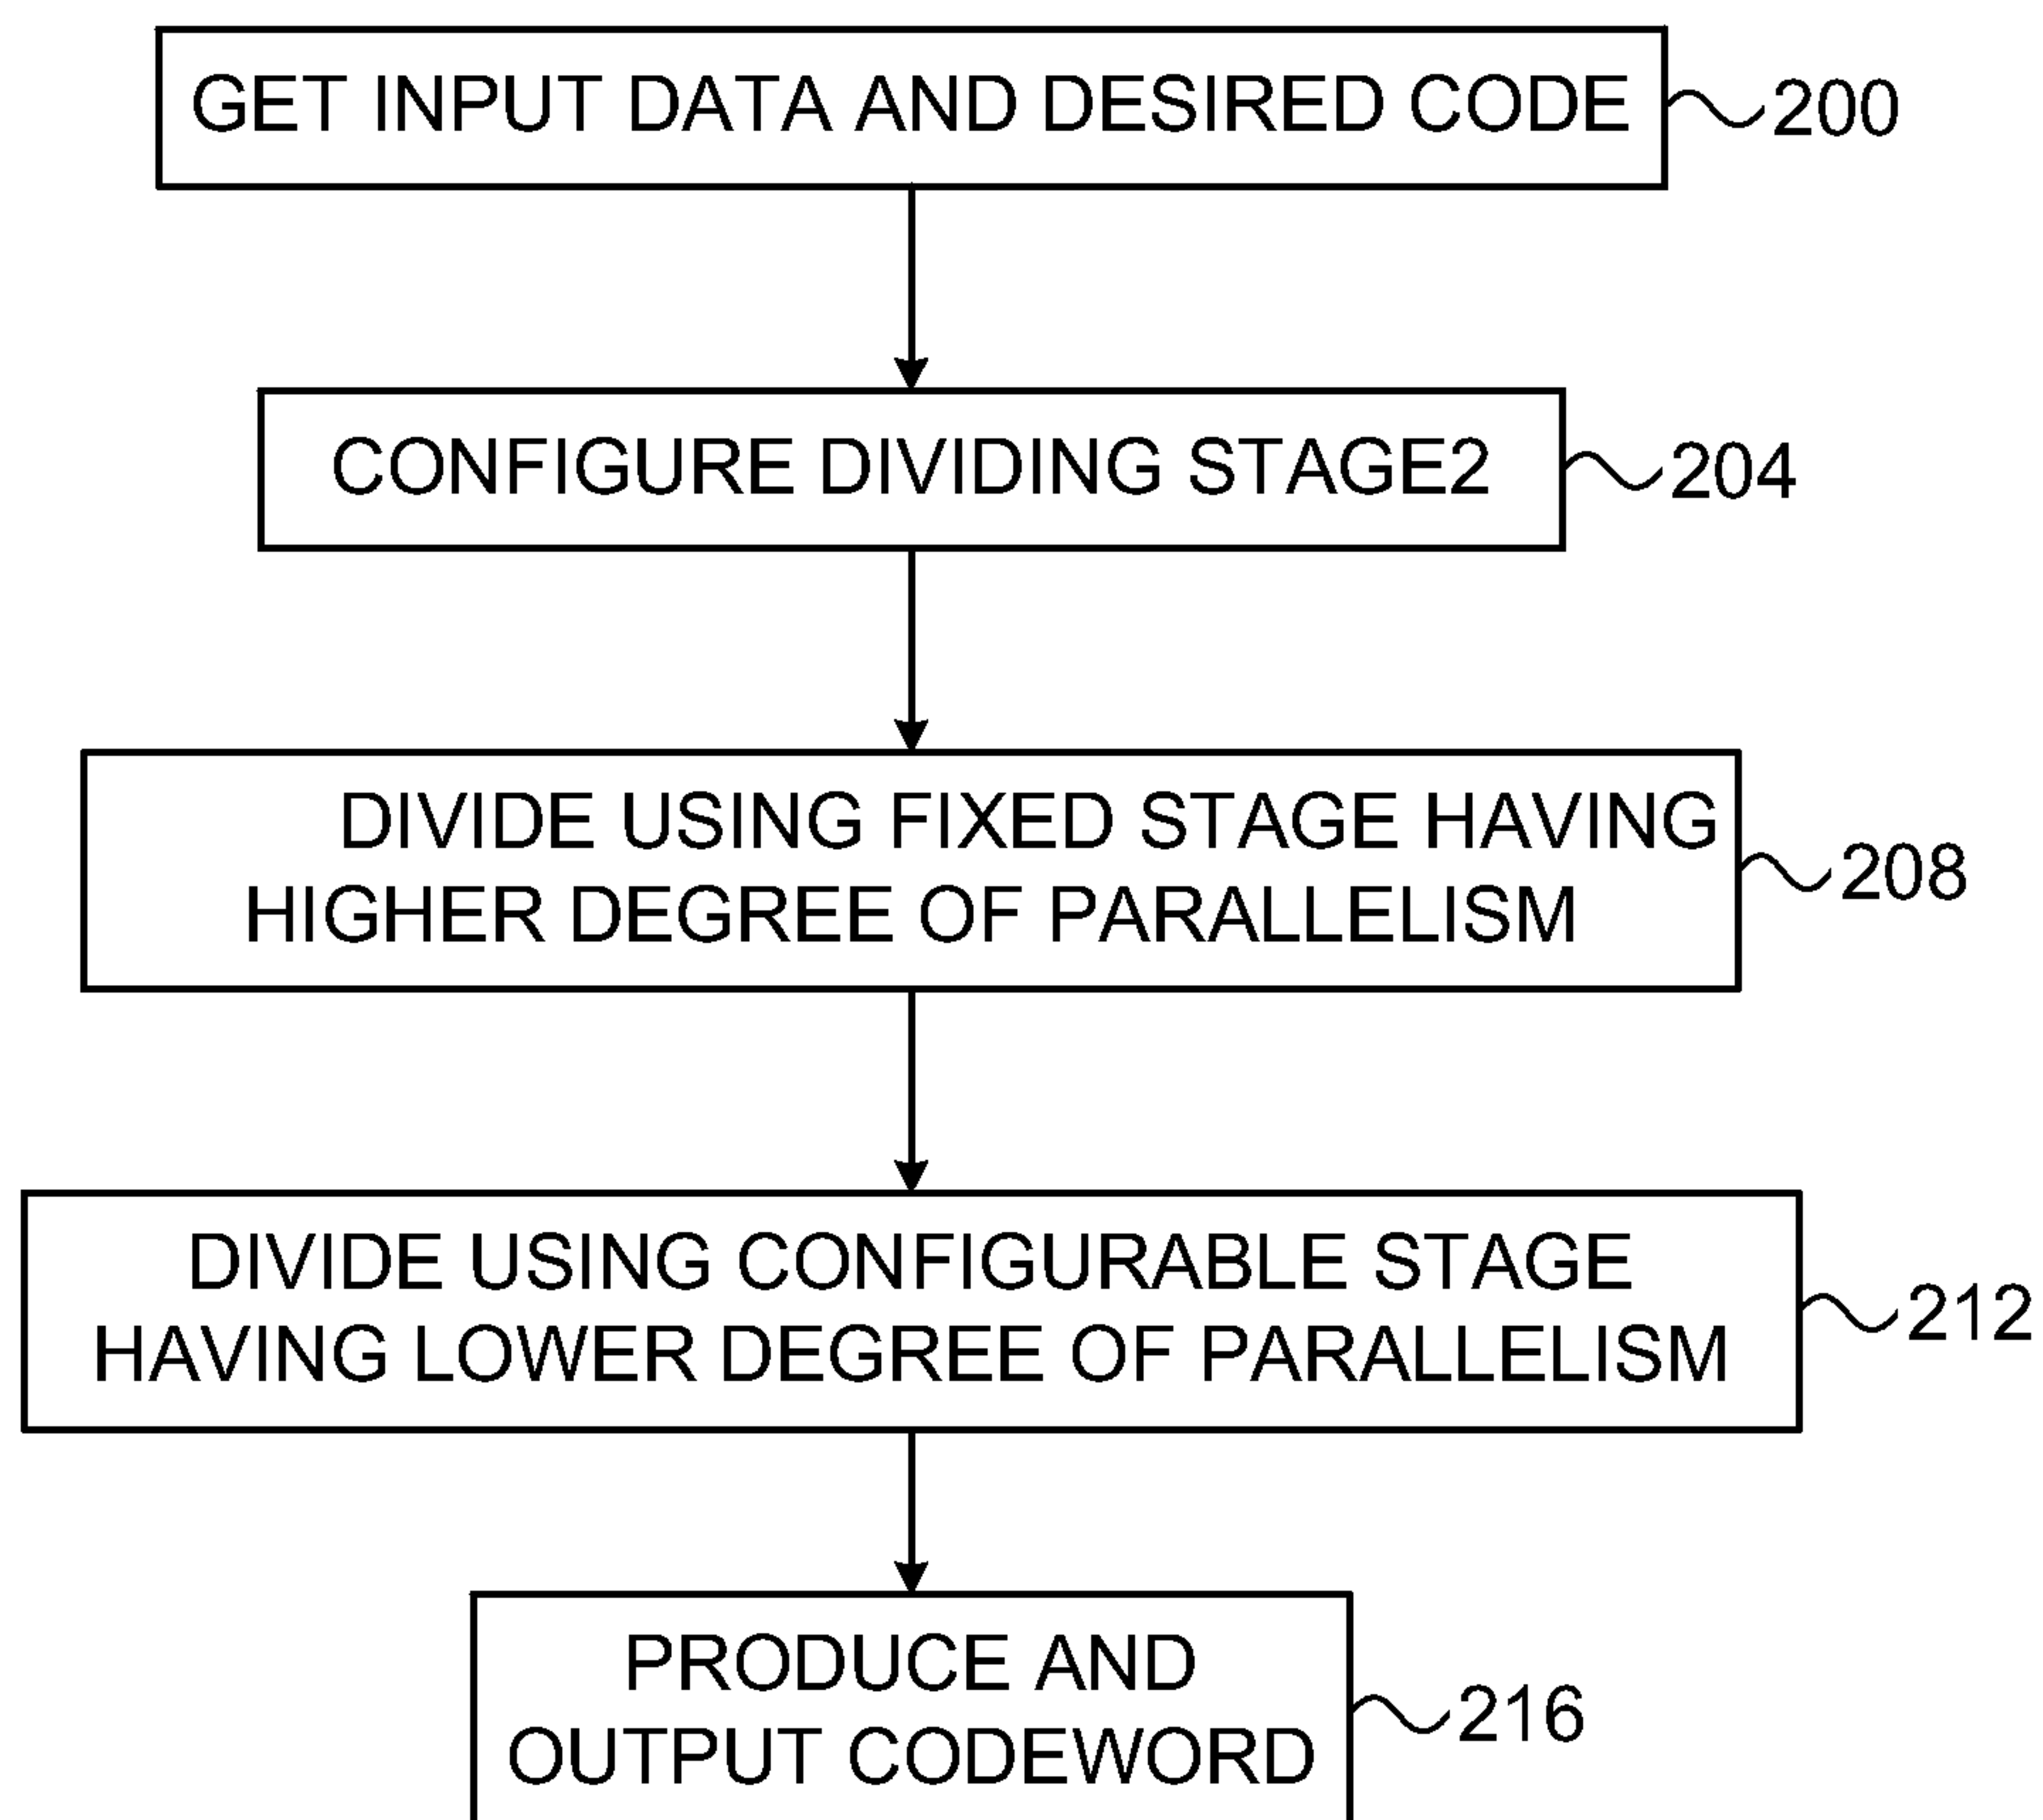 GET INPUT DATA AND DESIRED CODE 200
CONFIGURE DIVIDING STAGE2 204
DIVIDE USING FIXED STAGE HAVING
HIGHER DEGREE OF PARALLELISM 208
DIVIDE USING CONFIGURABLE STAGE
HAVING LOWER DEGREE OF PARALLELISM 212
PRODUCE AND
OUTPUT CODEWORD 216